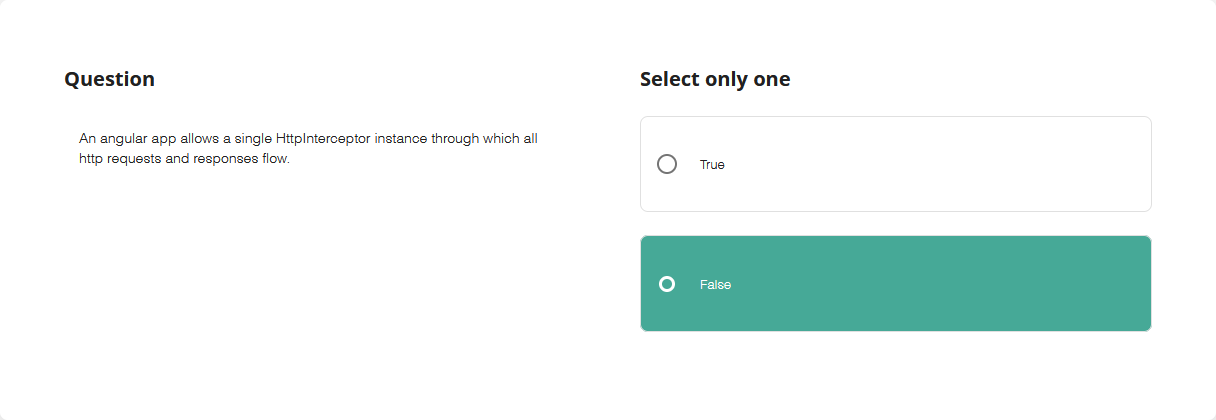 Question
Select only one
An angular app allows a single HttpInterceptor instance through which all
http requests and responses flow.
True
False